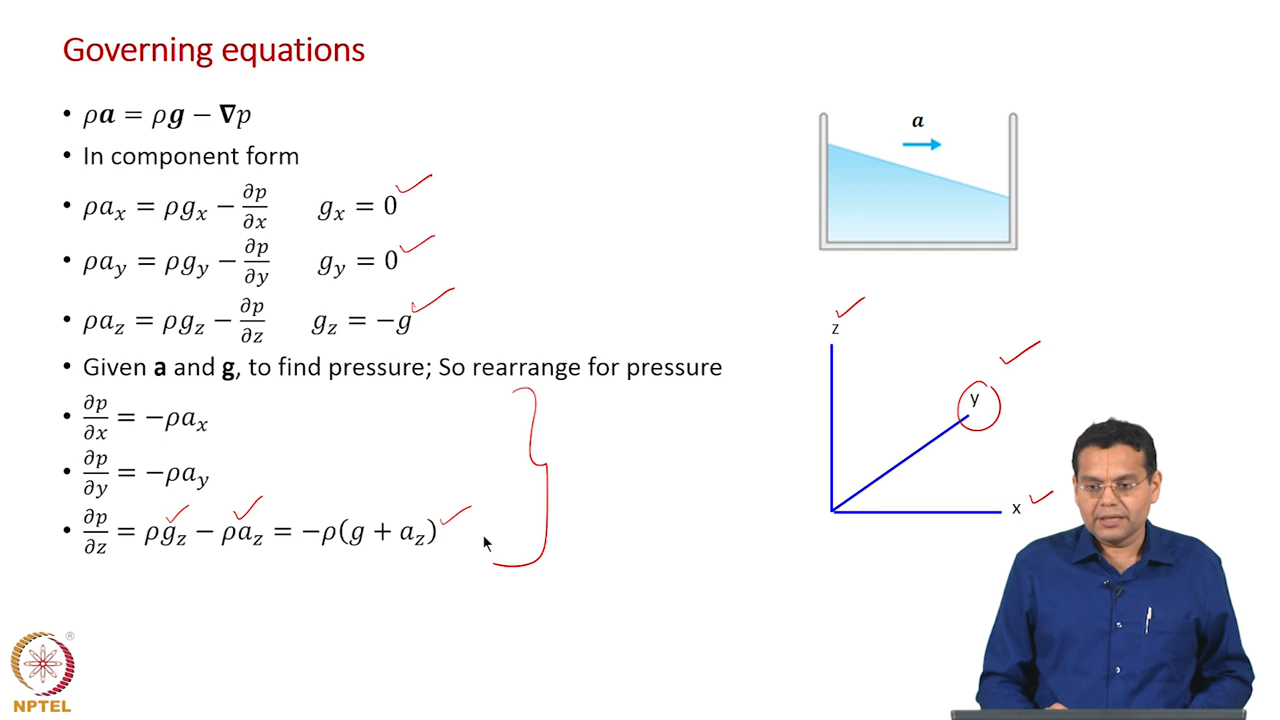 Governing equations
• ρa = ρg − ∇p
• In component form
• ρaₓ = ρgₓ − ∂p/∂x gₓ = 0
• ρa_y = ρg_y − ∂p/∂y g_y = 0
• ρa_z = ρg_z − ∂p/∂z g_z = −g
• Given a and g, to find pressure; So rearrange for pressure
• ∂p/∂x = −ρaₓ
• ∂p/∂y = −ρa_y
• ∂p/∂z = ρg_z − ρa_z = −ρ(g + a_z)
a
z
y
x
®
NPTEL